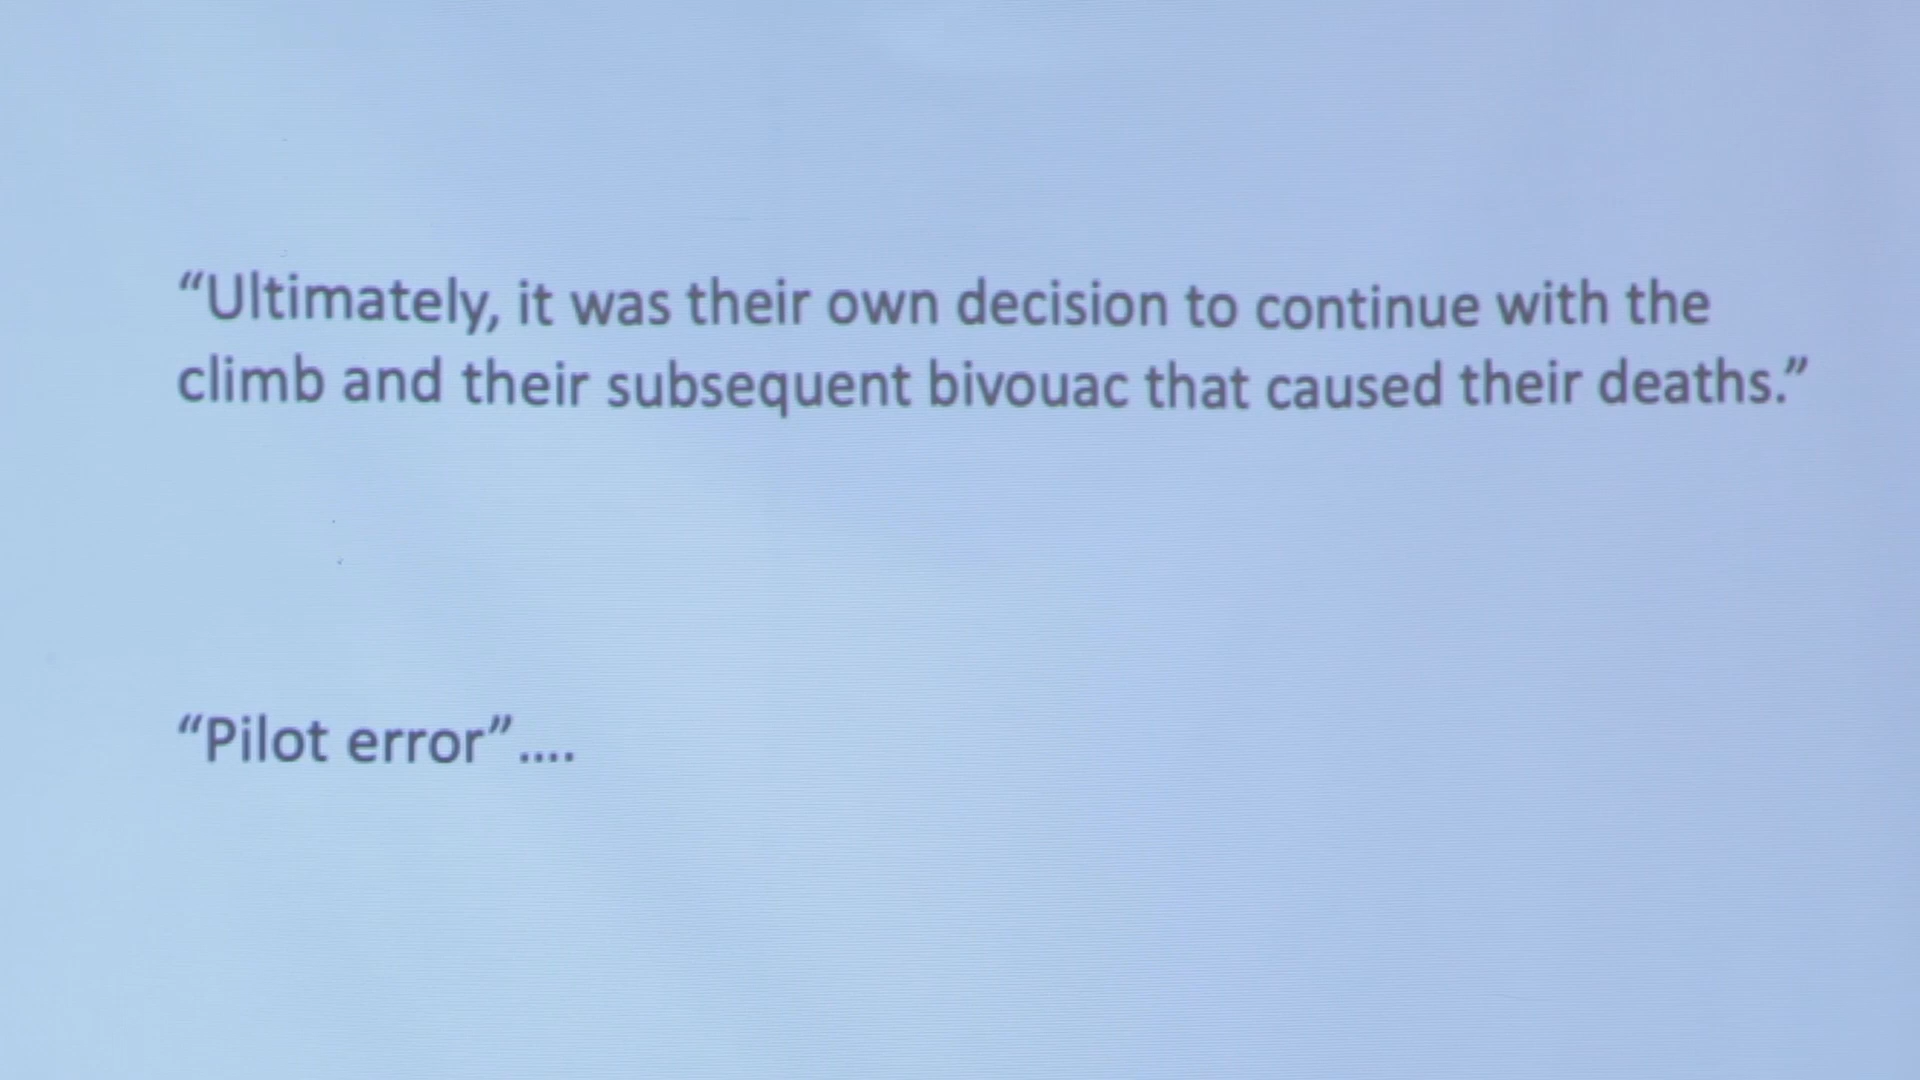 “Ultimately, it was their own decision to continue with the
climb and their subsequent bivouac that caused their deaths.”
“Pilot error”....